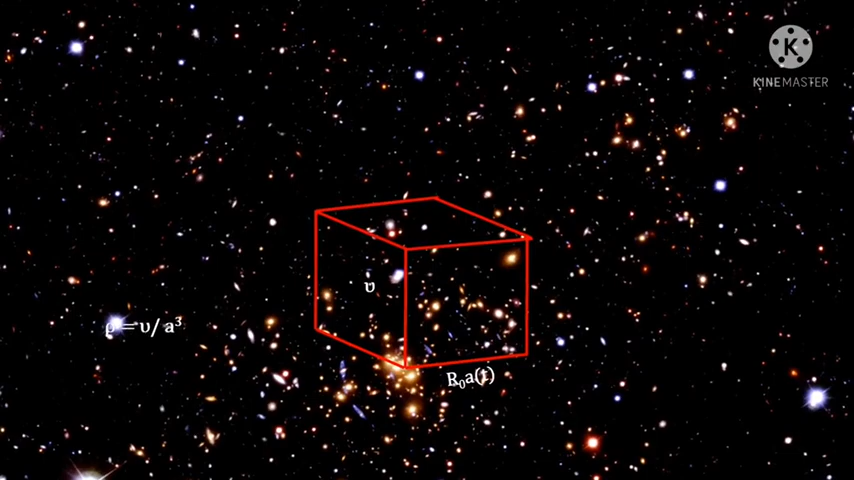 K
KINEMASTER
υ
ρ = υ/ a³
R₀a(t)